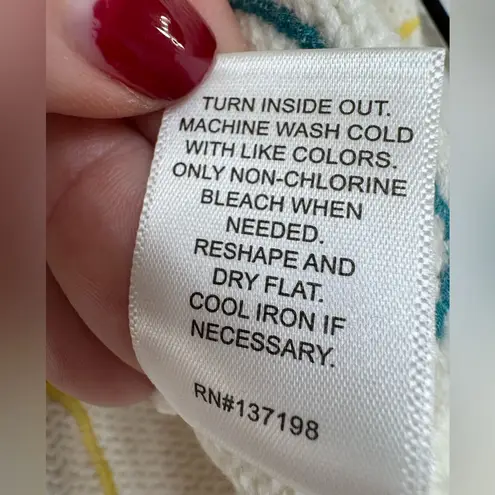 TURN INSIDE OUT.
MACHINE WASH COLD
WITH LIKE COLORS.
ONLY NON-CHLORINE
BLEACH WHEN
NEEDED.
RESHAPE AND
DRY FLAT.
COOL IRON IF
NECESSARY.
RN#137198